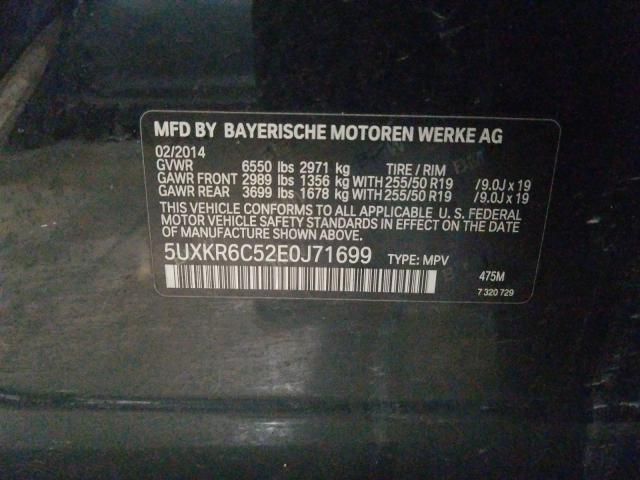 MFD BY BAYERISCHE MOTOREN WERKE AG
02/2014
GVWR 6550 lbs 2971 kg TIRE / RIM
GAWR FRONT 2989 lbs 1356 kg WITH 255/50 R19 /9.0J x 19
GAWR REAR 3699 lbs 1678 kg WITH 255/50 R19 /9.0J x 19
THIS VEHICLE CONFORMS TO ALL APPLICABLE U. S. FEDERAL
MOTOR VEHICLE SAFETY STANDARDS IN EFFECT ON THE DATE
OF MANUFACTURE SHOWN ABOVE.
5UXKR6C52E0J71699 TYPE: MPV
475M
7 320 729